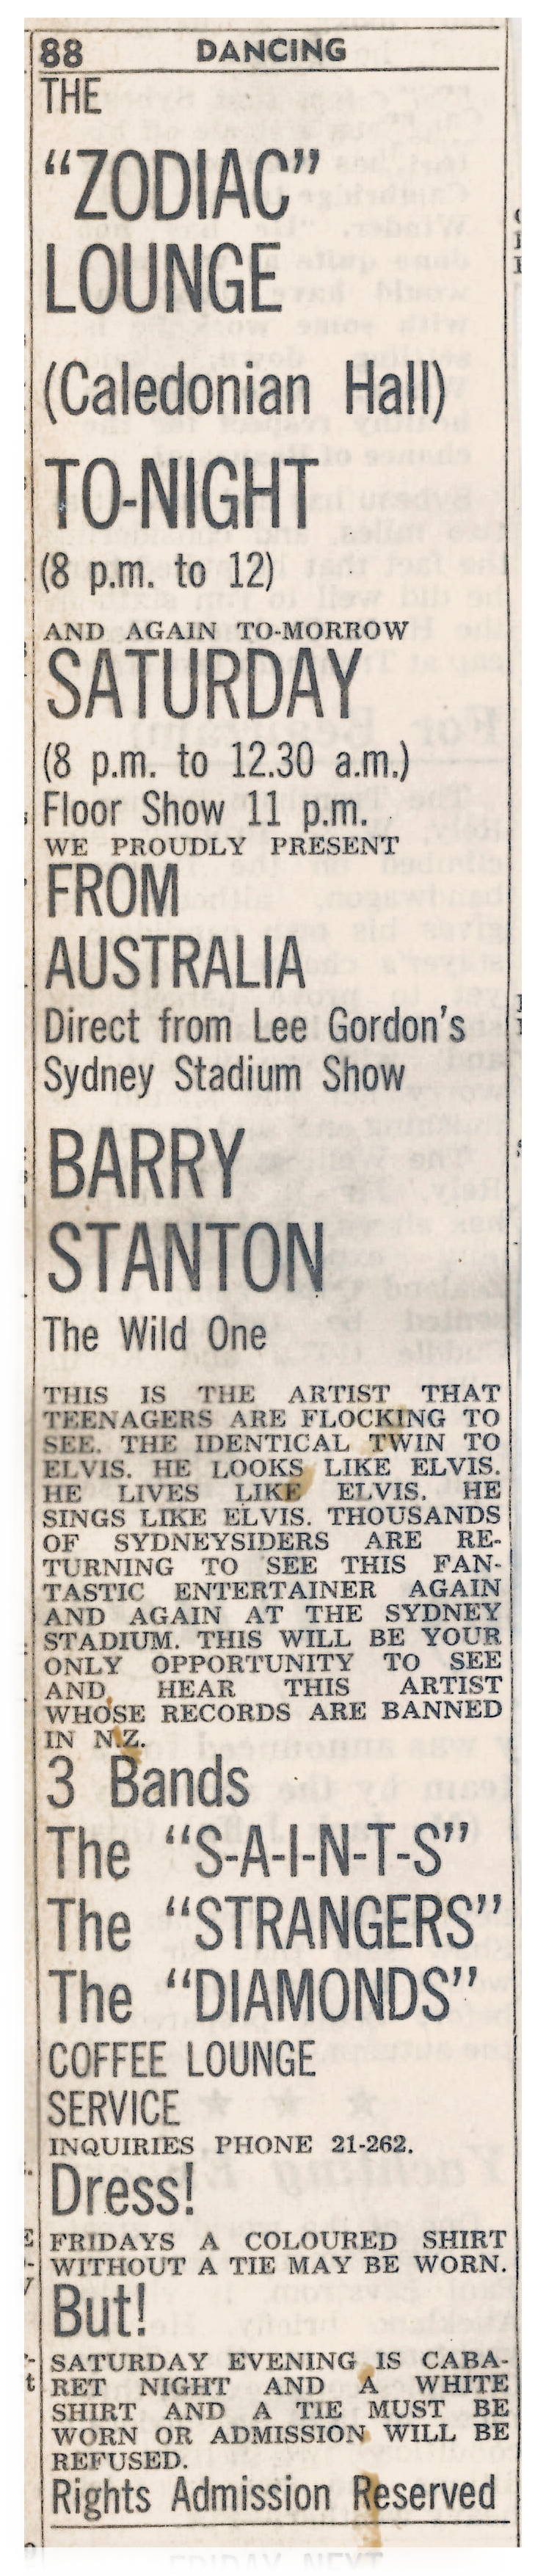 88 DANCING
THE
"ZODIAC"
LOUNGE
(Caledonian Hall)
TO-NIGHT
(8 p.m. to 12)
AND AGAIN TO-MORROW
SATURDAY
(8 p.m. to 12.30 a.m.)
Floor Show 11 p.m.
WE PROUDLY PRESENT
FROM
AUSTRALIA
Direct from Lee Gordon's
Sydney Stadium Show
BARRY
STANTON
The Wild One
THIS IS THE ARTIST THAT
TEENAGERS ARE FLOCKING TO
SEE. THE IDENTICAL TWIN TO
ELVIS. HE LOOKS LIKE ELVIS.
HE LIVES LIKE ELVIS. HE
SINGS LIKE ELVIS. THOUSANDS
OF SYDNEYSIDERS ARE RE-
TURNING TO SEE THIS FAN-
TASTIC ENTERTAINER AGAIN
AND AGAIN AT THE SYDNEY
STADIUM. THIS WILL BE YOUR
ONLY OPPORTUNITY TO SEE
AND HEAR THIS ARTIST
WHOSE RECORDS ARE BANNED
IN N.Z.
3 Bands
The "S-A-I-N-T-S"
The "STRANGERS"
The "DIAMONDS"
COFFEE LOUNGE
SERVICE
INQUIRIES PHONE 21-262.
Dress!
FRIDAYS A COLOURED SHIRT
WITHOUT A TIE MAY BE WORN.
But!
SATURDAY EVENING IS CABA-
RET NIGHT AND A WHITE
SHIRT AND A TIE MUST BE
WORN OR ADMISSION WILL BE
REFUSED.
Rights Admission Reserved